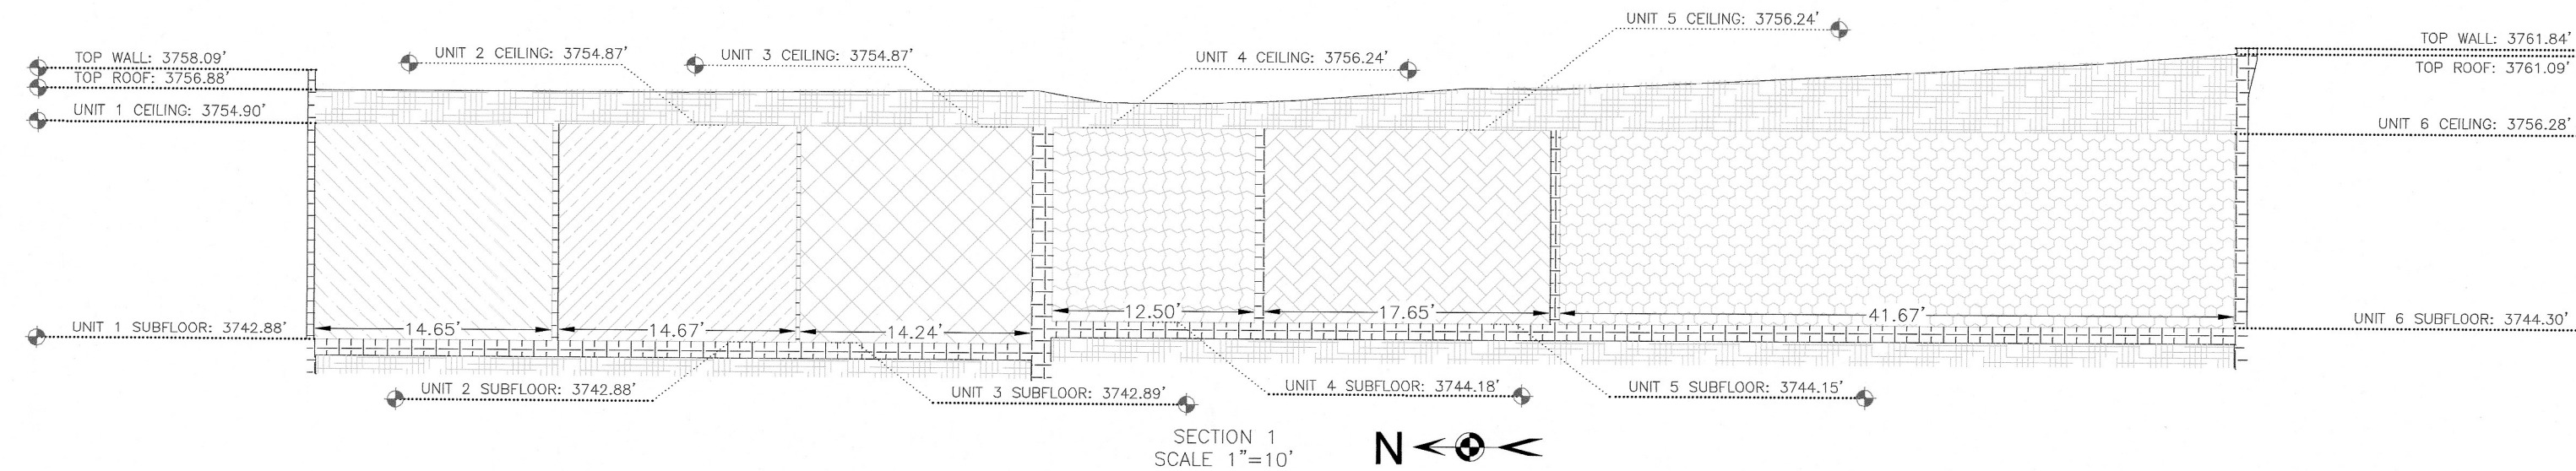 UNIT 5 CEILING: 3756.24'
TOP WALL: 3758.09'
UNIT 2 CEILING: 3754.87'
UNIT 3 CEILING: 3754.87'
UNIT 4 CEILING: 3756.24'
TOP WALL: 3761.84'
TOP ROOF: 3756.88'
TOP ROOF: 3761.09'
UNIT 1 CEILING: 3754.90'
UNIT 6 CEILING: 3756.28'
UNIT 1 SUBFLOOR: 3742.88'
14.65'
14.67'
14.24'
12.50'
17.65'
41.67'
UNIT 6 SUBFLOOR: 3744.30'
UNIT 2 SUBFLOOR: 3742.88'
UNIT 3 SUBFLOOR: 3742.89'
UNIT 4 SUBFLOOR: 3744.18'
UNIT 5 SUBFLOOR: 3744.15'
SECTION 1
SCALE 1"=10'
N